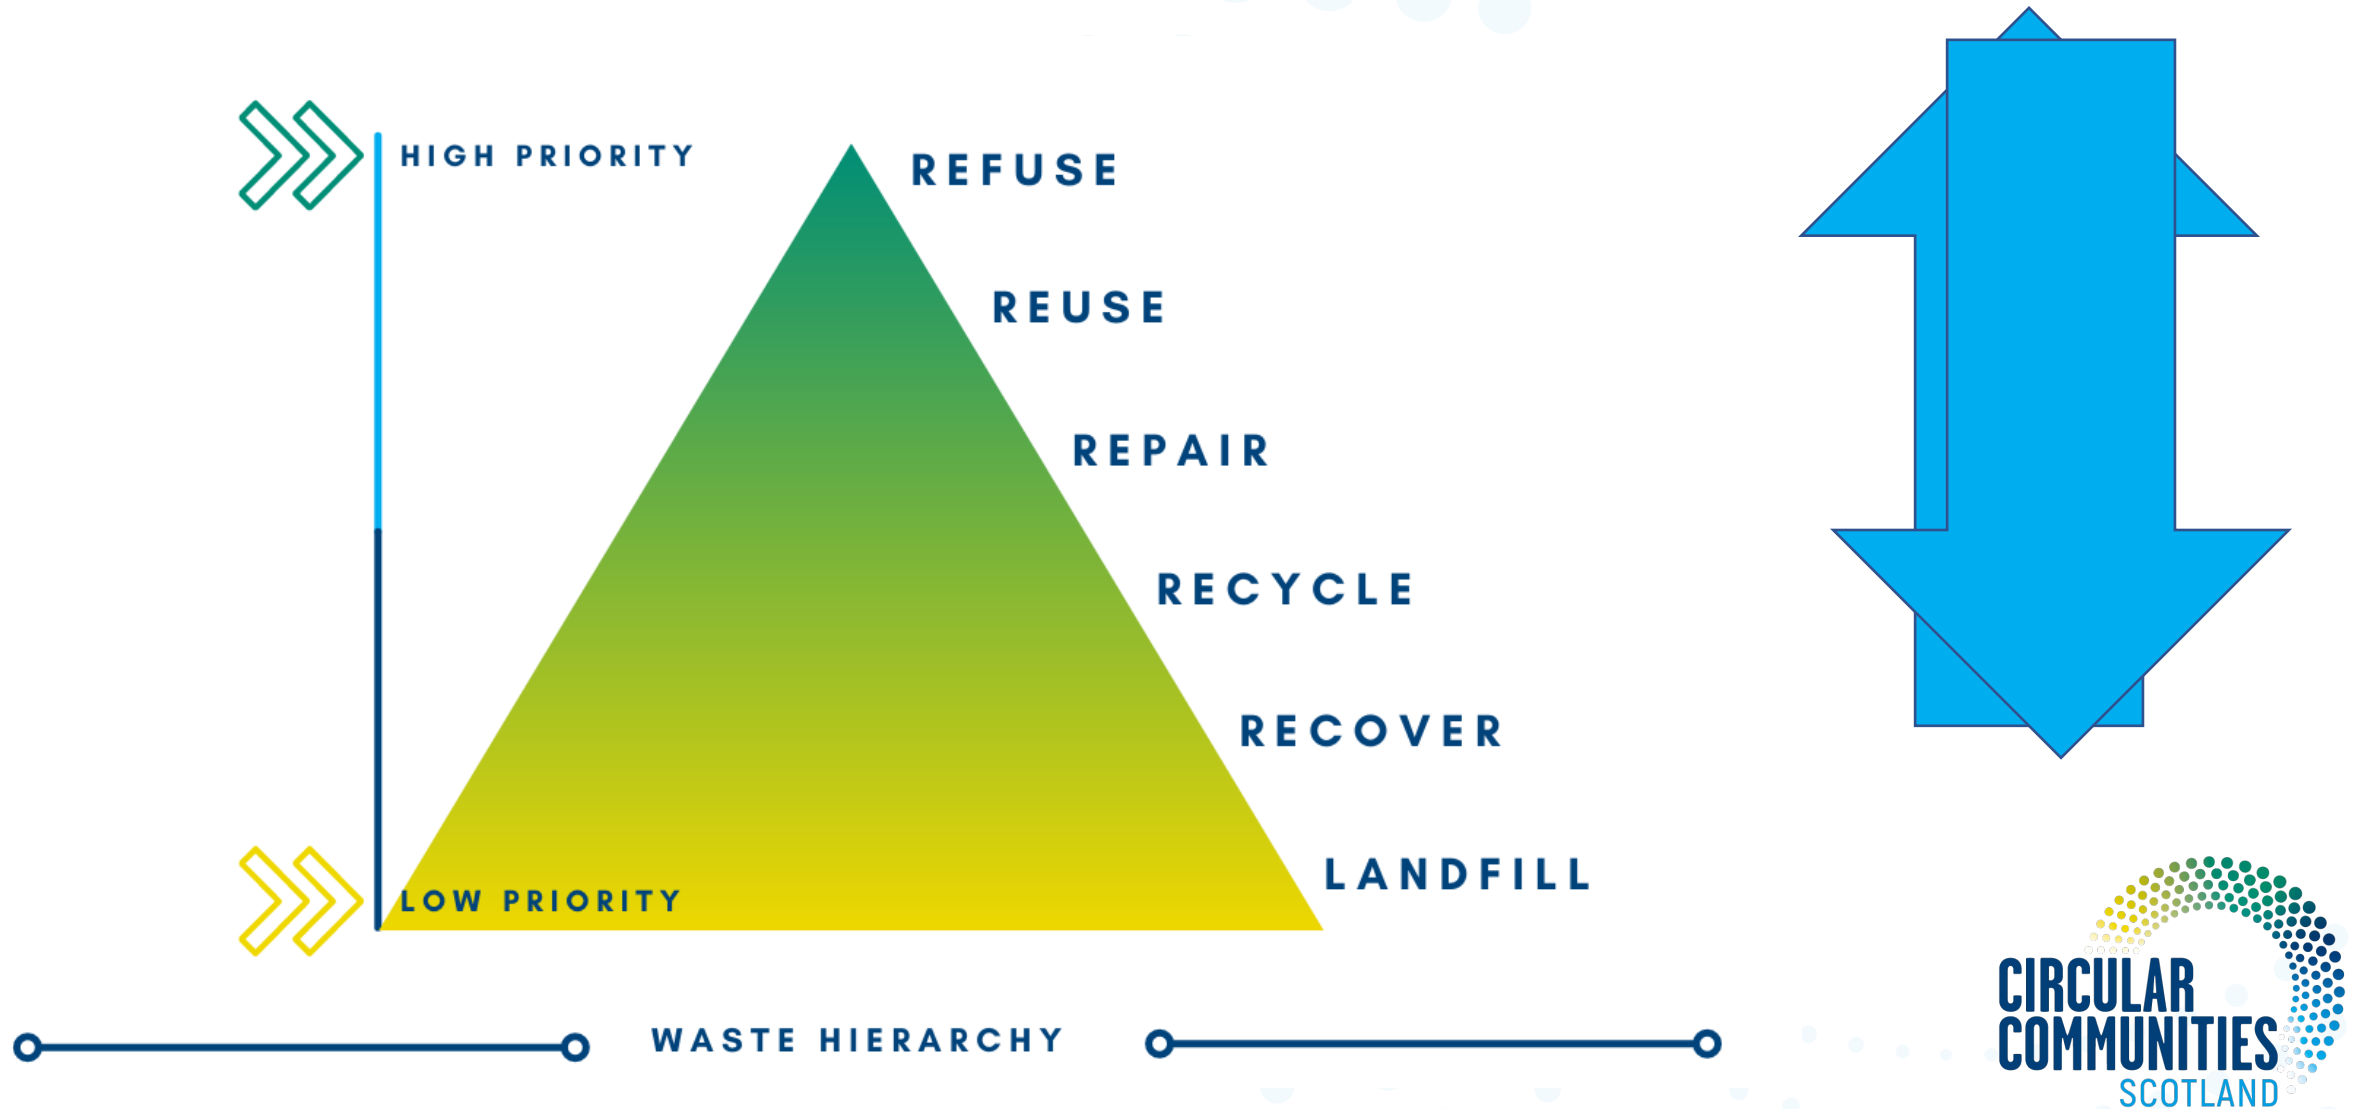 HIGH PRIORITY
REFUSE
REUSE
REPAIR
RECYCLE
RECOVER
LANDFILL
LOW PRIORITY
WASTE HIERARCHY
CIRCULAR
COMMUNITIES
SCOTLAND